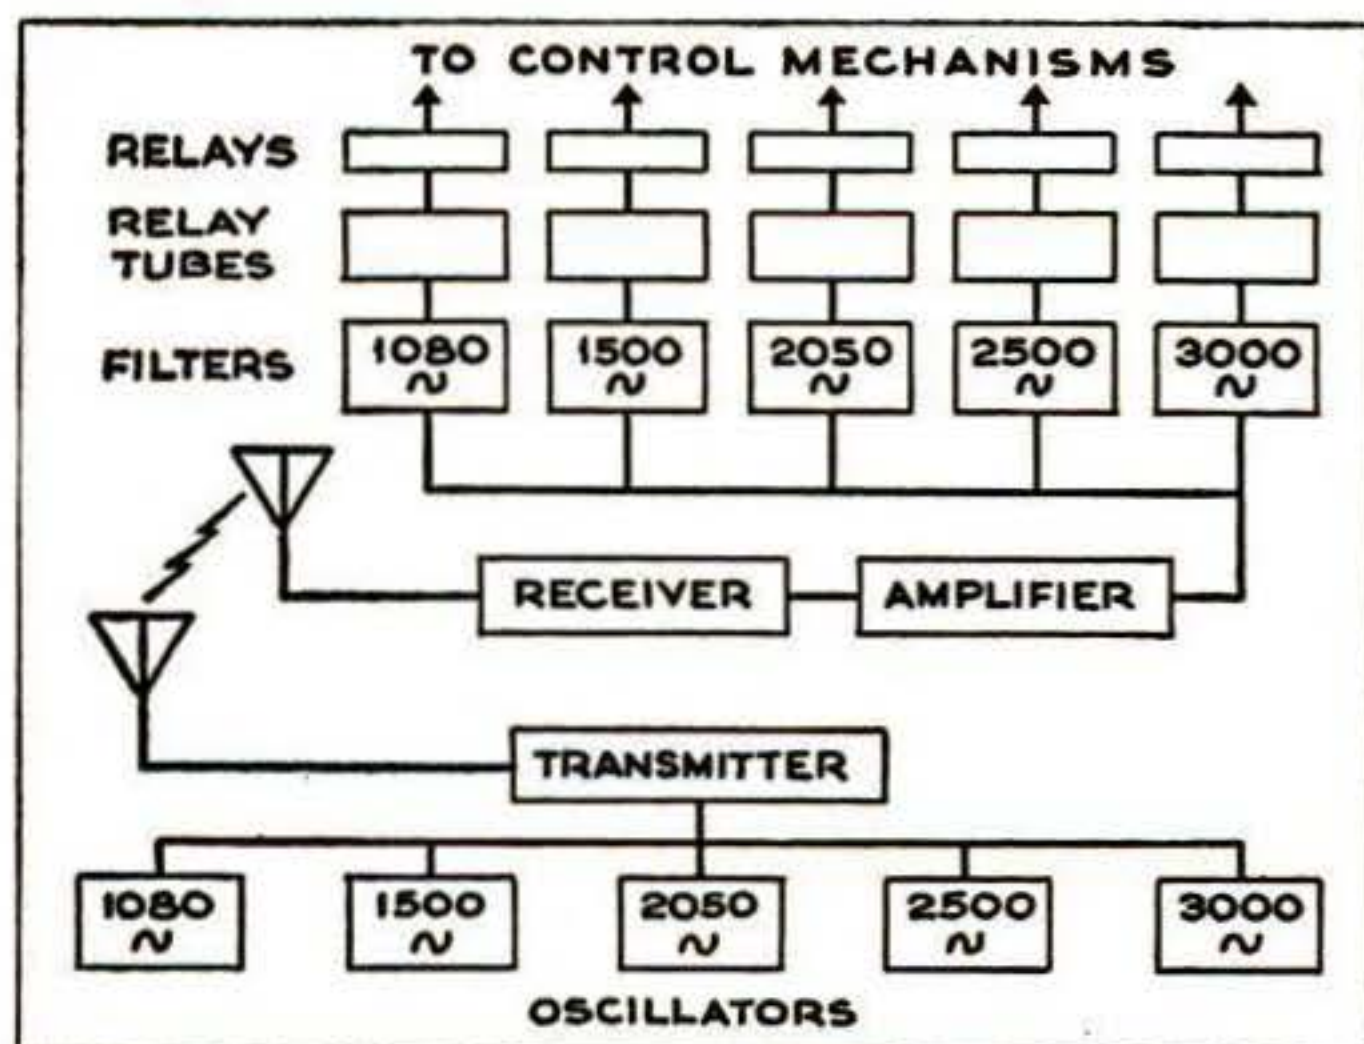 TO CONTROL MECHANISMS
RELAYS
RELAY
TUBES
FILTERS
1080 1500 2050 2500 3000
~ ~ ~ ~ ~
RECEIVER AMPLIFIER
TRANSMITTER
1080 1500 2050 2500 3000
~ ~ ~ ~ ~
OSCILLATORS